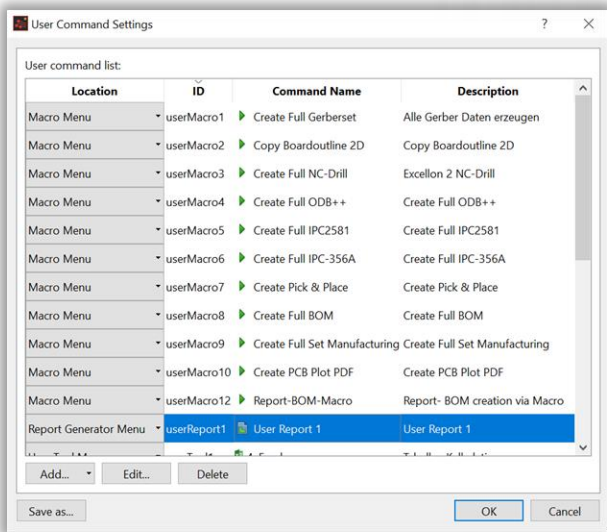 User Command Settings ? ×
User command list:
Location ID Command Name Description
Macro Menu userMacro1 Create Full Gerberset Alle Gerber Daten erzeugen
Macro Menu userMacro2 Copy Boardoutline 2D Copy Boardoutline 2D
Macro Menu userMacro3 Create Full NC-Drill Excellon 2 NC-Drill
Macro Menu userMacro4 Create Full ODB++ Create Full ODB++
Macro Menu userMacro5 Create Full IPC2581 Create Full IPC2581
Macro Menu userMacro6 Create Full IPC-356A Create Full IPC-356A
Macro Menu userMacro7 Create Pick & Place Create Pick & Place
Macro Menu userMacro8 Create Full BOM Create Full BOM
Macro Menu userMacro9 Create Full Set Manufacturing Create Full Set Manufacturing
Macro Menu userMacro10 Create PCB Plot PDF Create PCB Plot PDF
Macro Menu userMacro12 Report-BOM-Macro Report- BOM creation via Macro
Report Generator Menu userReport1 User Report 1 User Report 1
Add... Edit... Delete
Save as... OK Cancel